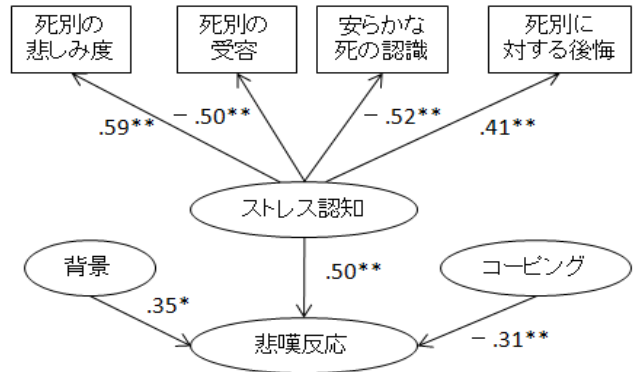 死別の
悲しみ度
死別の
受容
安らかな
死の認識
死別に
対する後悔
.59**
－.50**
－.52**
.41**
ストレス認知
背景
.50**
コーピング
.35*
悲嘆反応
－.31**